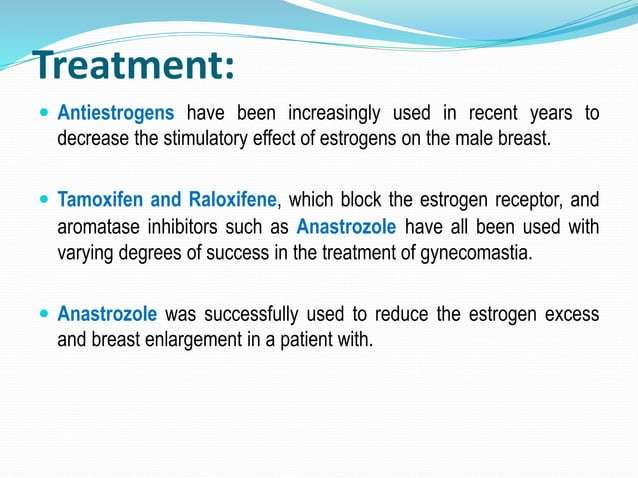 Treatment:
Antiestrogens have been increasingly used in recent years to
decrease the stimulatory effect of estrogens on the male breast.
Tamoxifen and Raloxifene, which block the estrogen receptor, and
aromatase inhibitors such as Anastrozole have all been used with
varying degrees of success in the treatment of gynecomastia.
Anastrozole was successfully used to reduce the estrogen excess
and breast enlargement in a patient with.